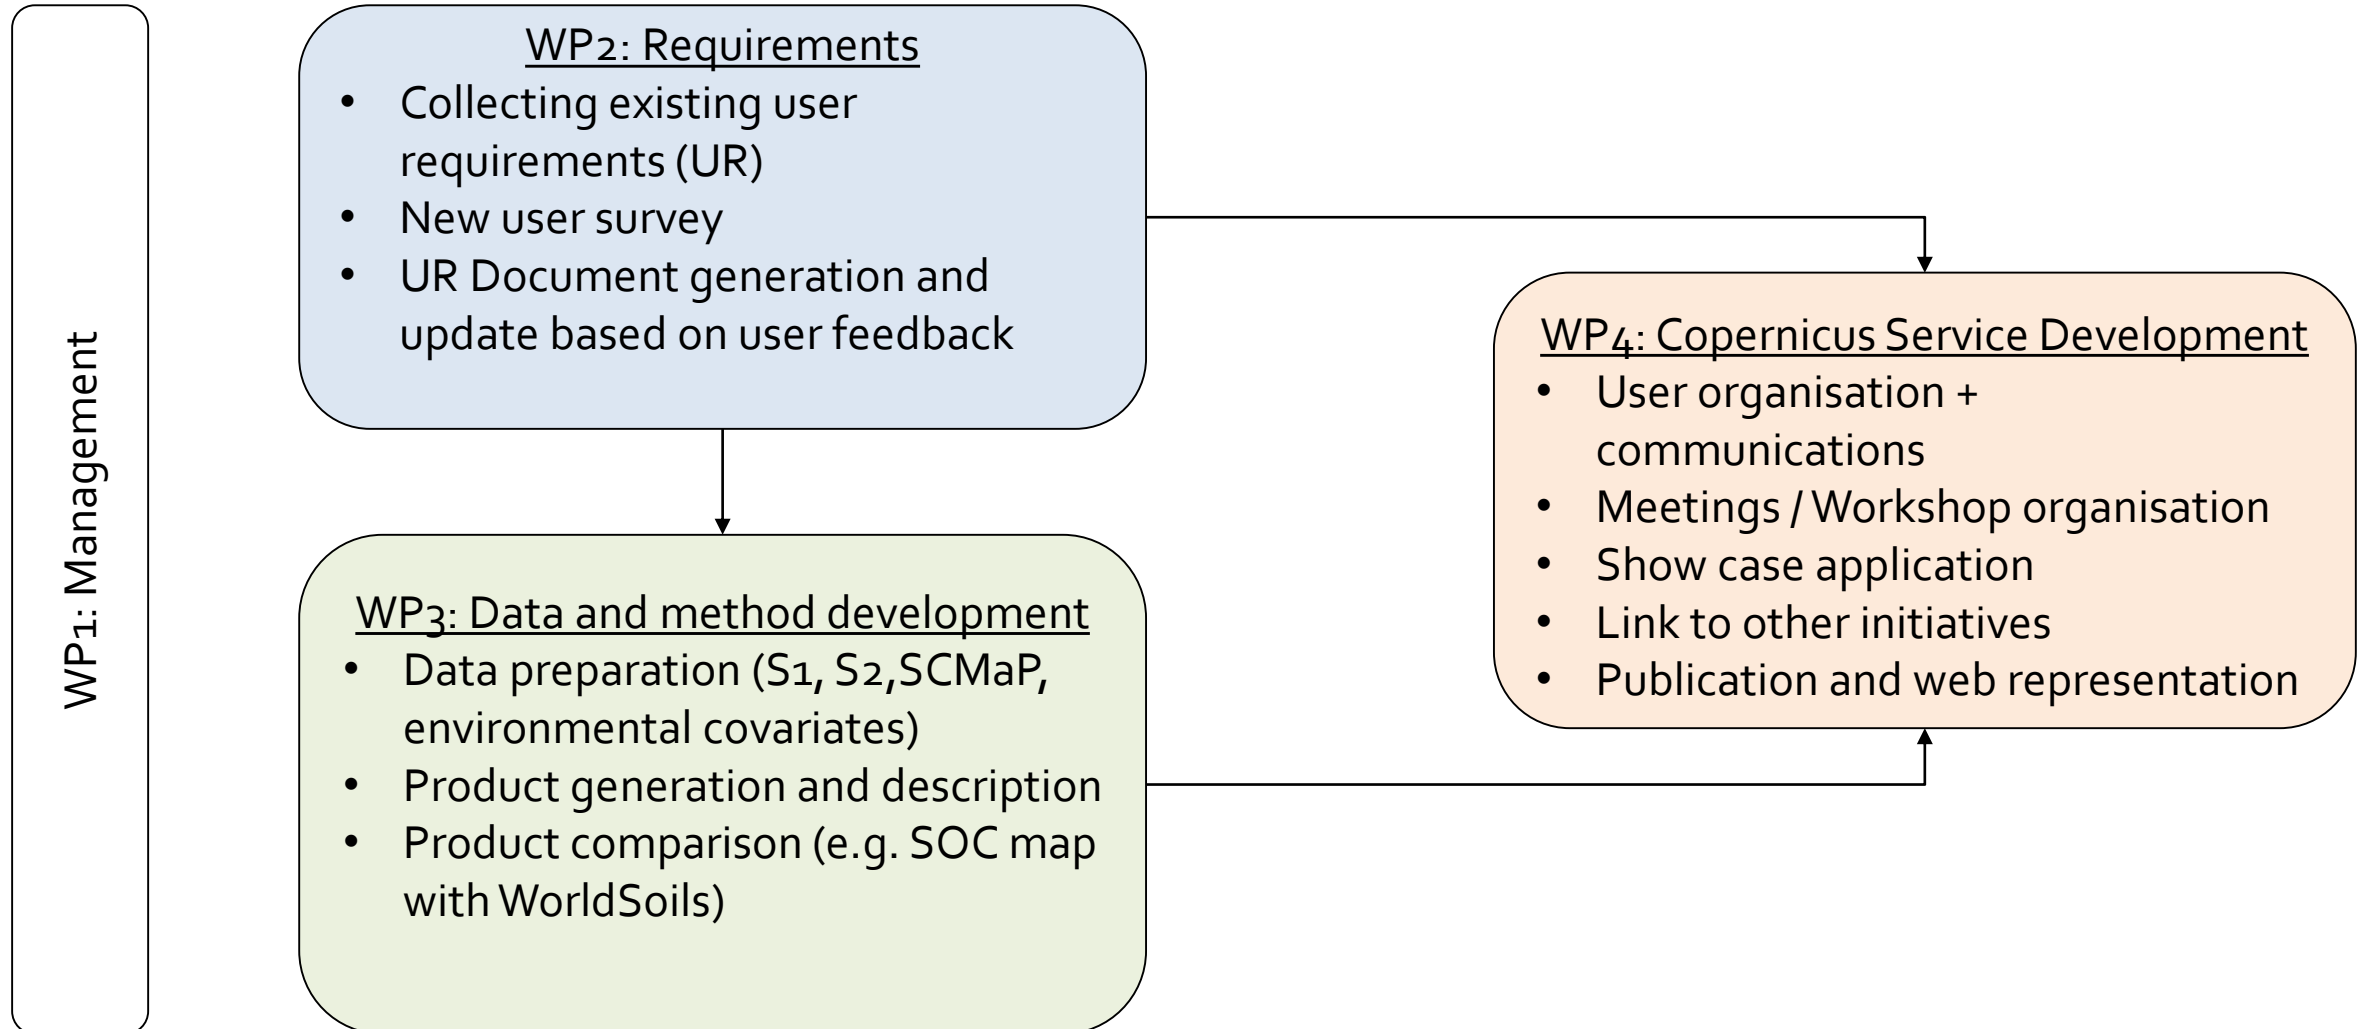 WP1: Management
WP2: Requirements
• Collecting existing user
requirements (UR)
• New user survey
• UR Document generation and
update based on user feedback
WP3: Data and method development
• Data preparation (S1, S2,SCMaP,
environmental covariates)
• Product generation and description
• Product comparison (e.g. SOC map
with WorldSoils)
WP4: Copernicus Service Development
• User organisation +
communications
• Meetings / Workshop organisation
• Show case application
• Link to other initiatives
• Publication and web representation